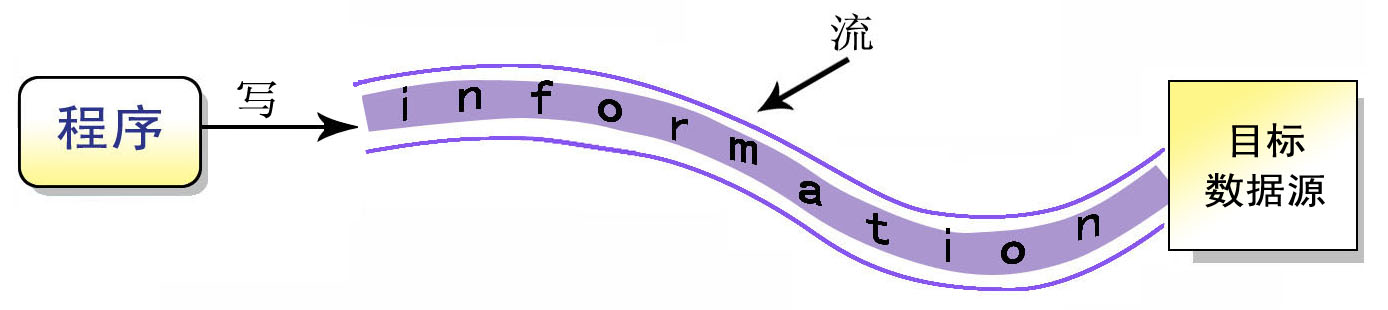 程序
写
information
流
目标
数据源